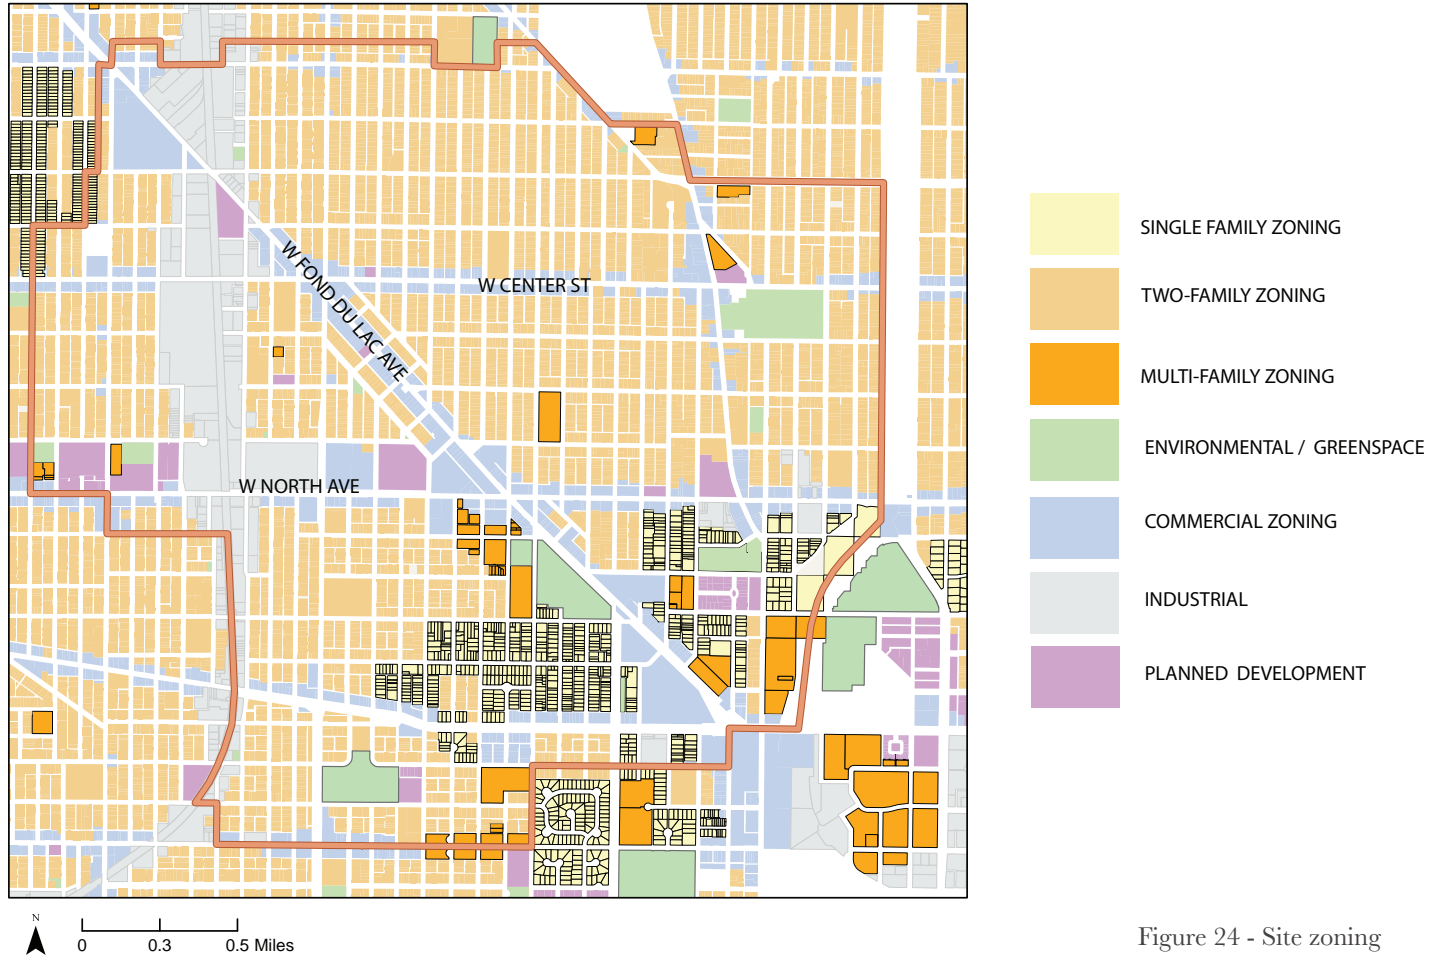 W FOND DU LAC AVE
W CENTER ST
W NORTH AVE
SINGLE FAMILY ZONING
TWO-FAMILY ZONING
MULTI-FAMILY ZONING
ENVIRONMENTAL / GREENSPACE
COMMERCIAL ZONING
INDUSTRIAL
PLANNED DEVELOPMENT
N
0 0.3 0.5 Miles
Figure 24 - Site zoning